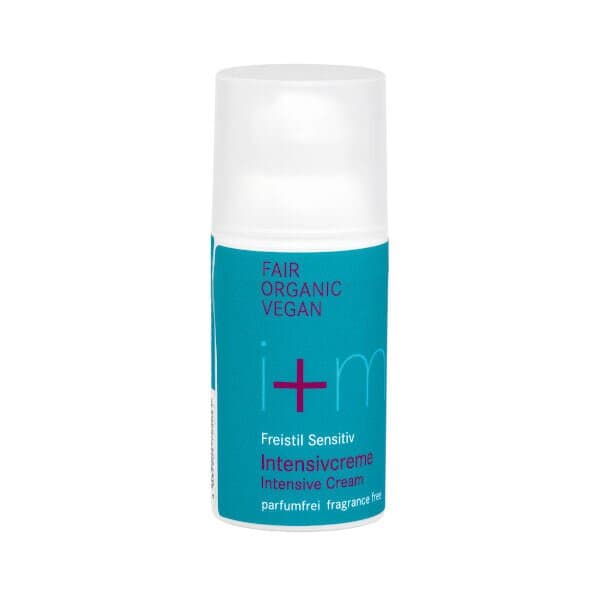 FAIR
ORGANIC
VEGAN
i+m
Freistil Sensitiv
Intensivcreme
Intensive Cream
parfumfrei fragrance free